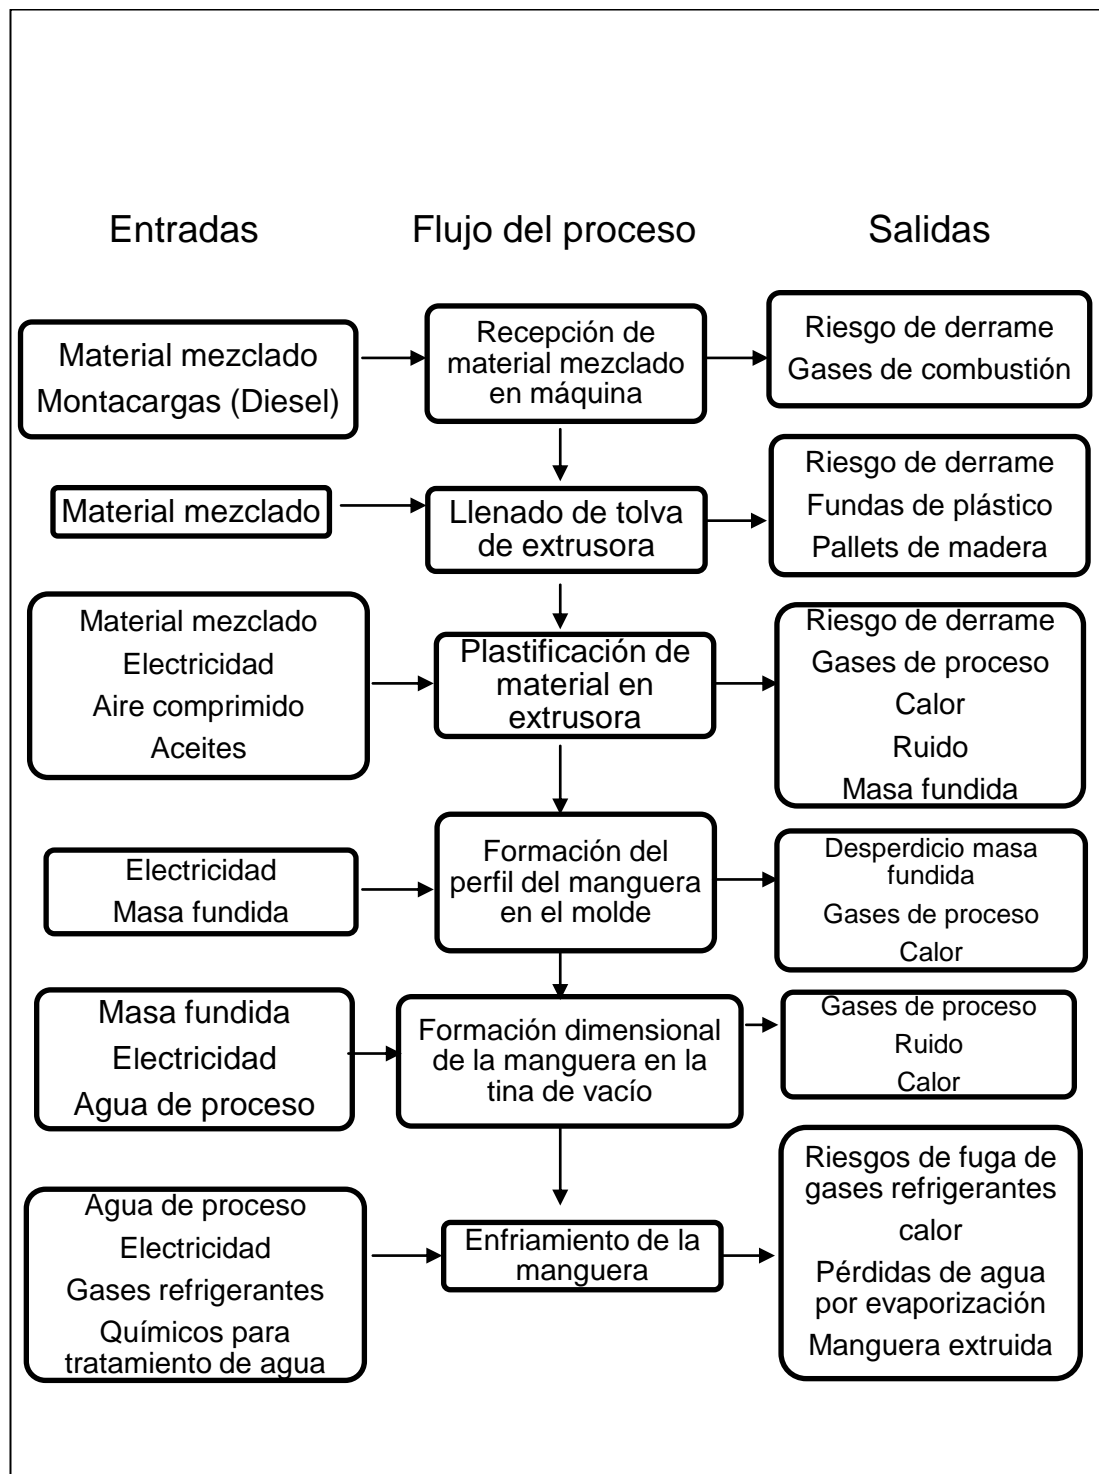 Entradas
Flujo del proceso
Salidas
Material mezclado
Montacargas (Diesel)
Recepción de
material mezclado
en máquina
Riesgo de derrame
Gases de combustión
Material mezclado
Llenado de tolva
de extrusora
Riesgo de derrame
Fundas de plástico
Pallets de madera
Material mezclado
Electricidad
Aire comprimido
Aceites
Plastificación de
material en
extrusora
Riesgo de derrame
Gases de proceso
Calor
Ruido
Masa fundida
Electricidad
Masa fundida
Formación del
perfil del manguera
en el molde
Desperdicio masa
fundida
Gases de proceso
Calor
Masa fundida
Electricidad
Agua de proceso
Formación dimensional
de la manguera en la
tina de vacío
Gases de proceso
Ruido
Calor
Agua de proceso
Electricidad
Gases refrigerantes
Químicos para
tratamiento de agua
Enfriamiento de la
manguera
Riesgos de fuga de
gases refrigerantes
calor
Pérdidas de agua
por evaporización
Manguera extruida